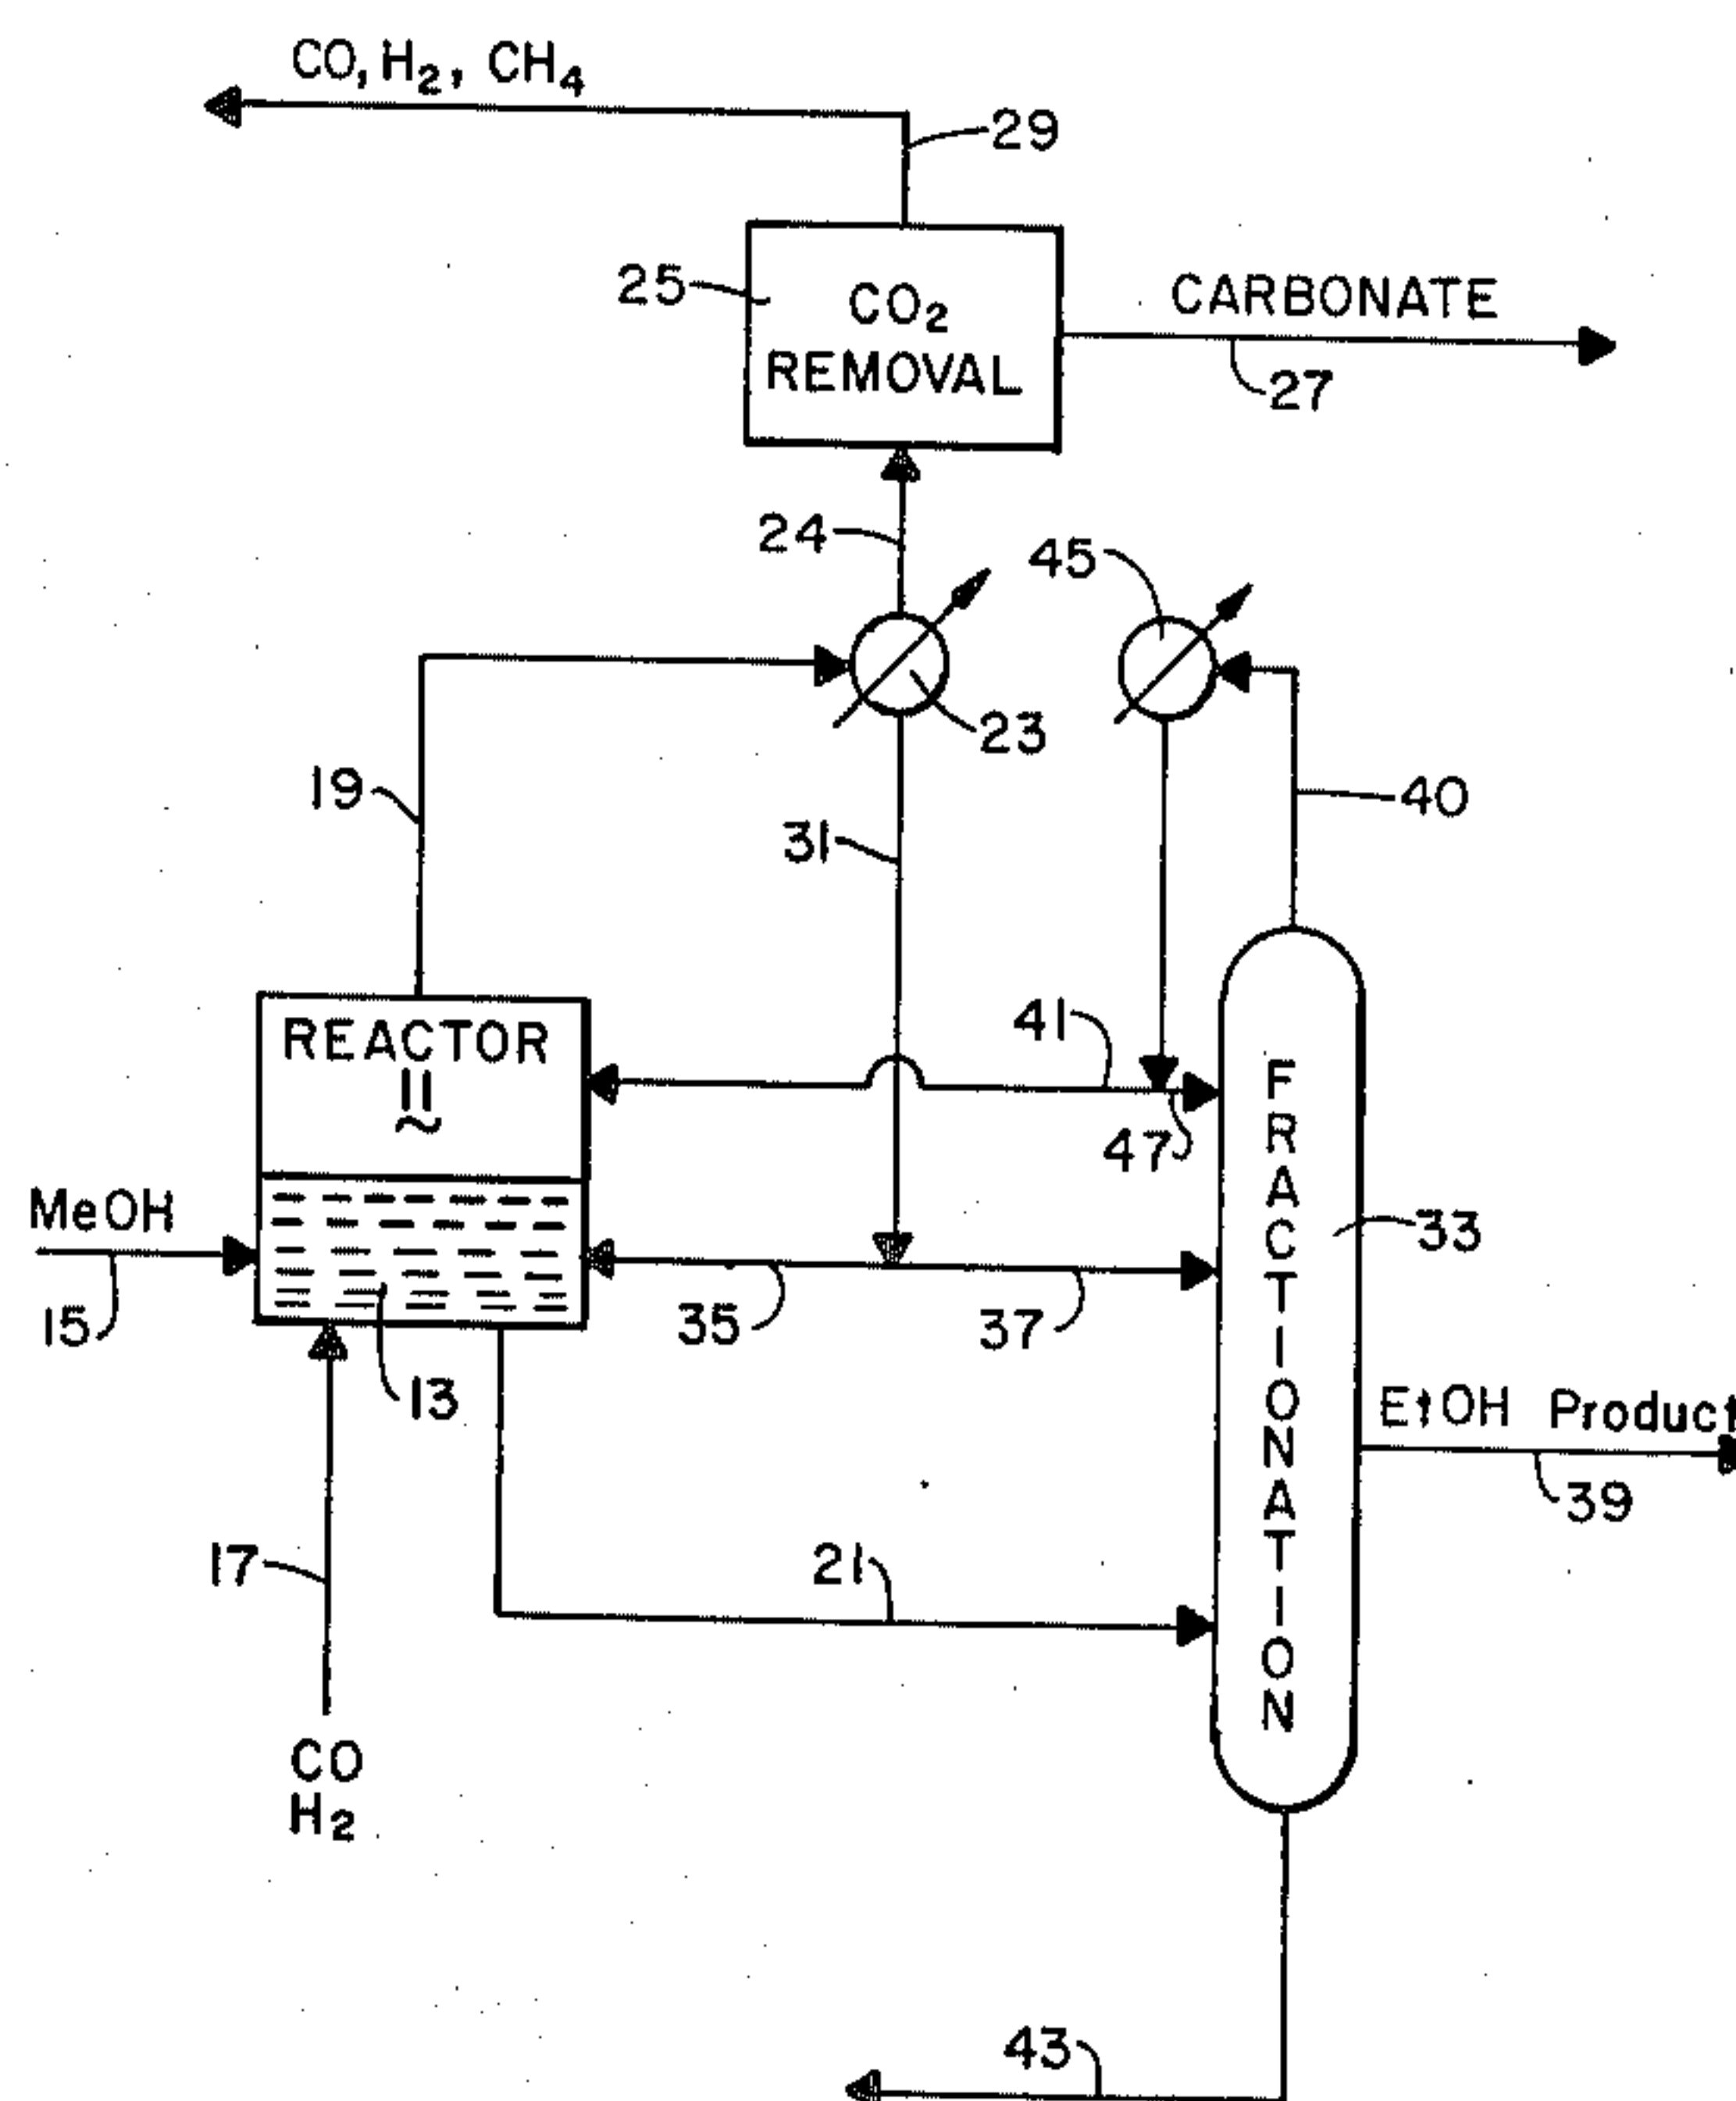 CO, H₂, CH₄
29
25
CO₂
REMOVAL
CARBONATE
27
24
45
23
19
40
31
REACTOR
11
41
47
FRACTIONATION
33
MeOH
15
35
37
13
EtOH Product
39
17
21
CO
H₂
43